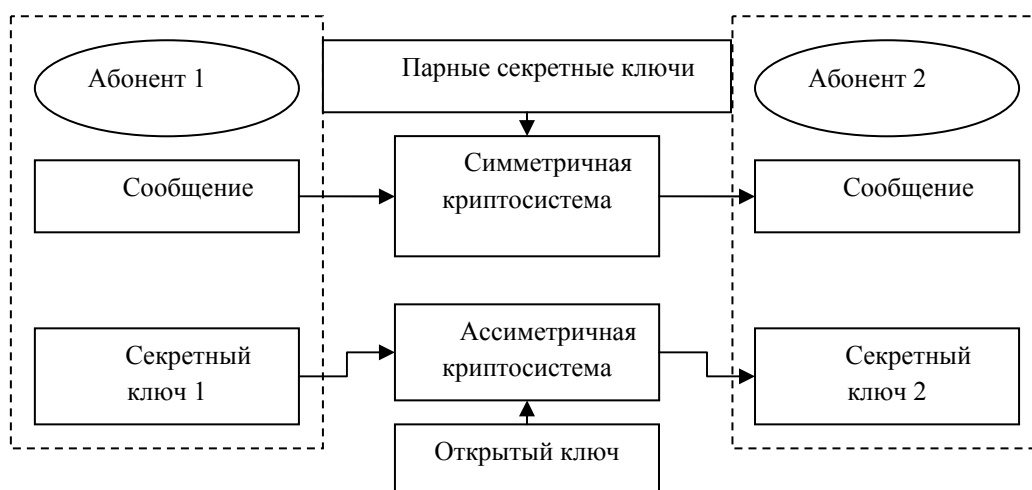 Абонент 1
Парные секретные ключи
Абонент 2
Сообщение
Симметричная
криптосистема
Сообщение
Секретный
ключ 1
Ассиметричная
криптосистема
Секретный
ключ 2
Открытый ключ